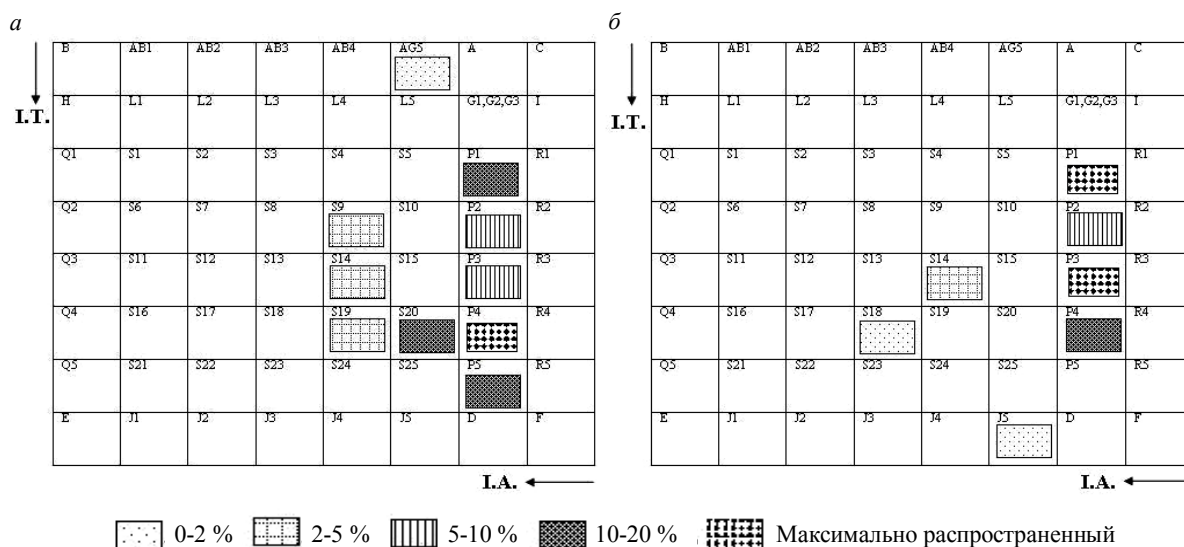 а б
B AB1 AB2 AB3 AB4 AG5 A C B AB1 AB2 AB3 AB4 AG5 A C
I.T. H L1 L2 L3 L4 L5 G1,G2,G3 I I.T. H L1 L2 L3 L4 L5 G1,G2,G3 I
Q1 S1 S2 S3 S4 S5 P1 R1 Q1 S1 S2 S3 S4 S5 P1 R1
Q2 S6 S7 S8 S9 S10 P2 R2 Q2 S6 S7 S8 S9 S10 P2 R2
Q3 S11 S12 S13 S14 S15 P3 R3 Q3 S11 S12 S13 S14 S15 P3 R3
Q4 S16 S17 S18 S19 S20 P4 R4 Q4 S16 S17 S18 S19 S20 P4 R4
Q5 S21 S22 S23 S24 S25 P5 R5 Q5 S21 S22 S23 S24 S25 P5 R5
E J1 J2 J3 J4 J5 D F E J1 J2 J3 J4 J5 D F
I.A. I.A.
0-2 % 2-5 % 5-10 % 10-20 % Максимально распространенный